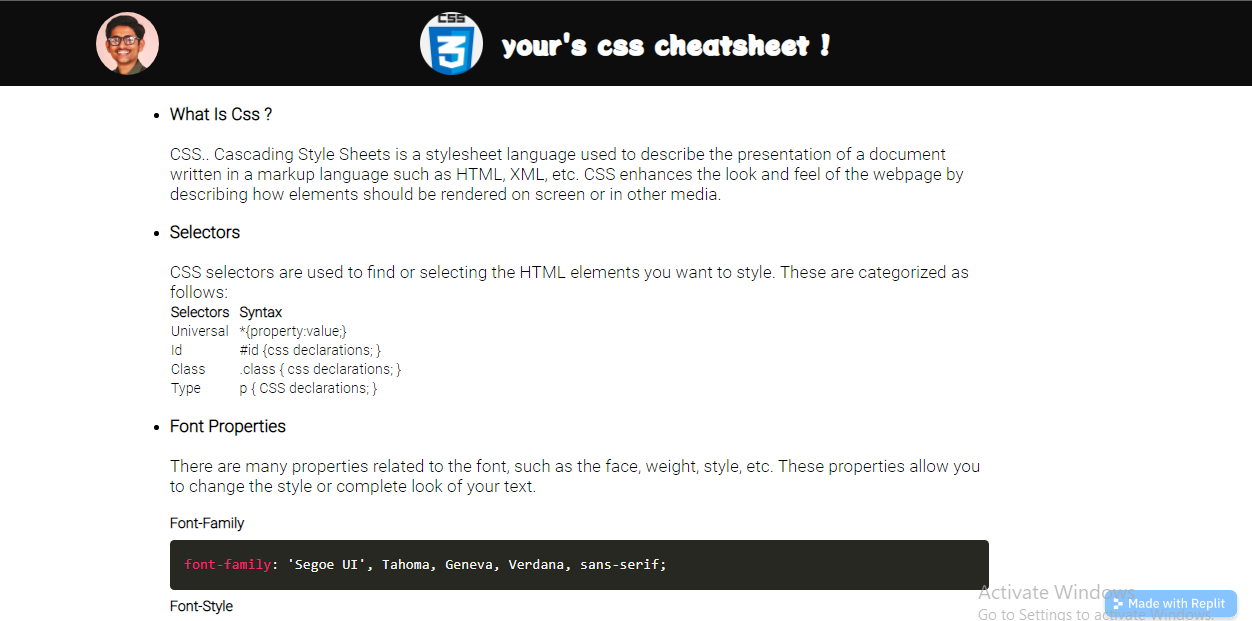 CSS
3
your's css cheatsheet !
What Is Css ?
CSS.. Cascading Style Sheets is a stylesheet language used to describe the presentation of a document
written in a markup language such as HTML, XML, etc. CSS enhances the look and feel of the webpage by
describing how elements should be rendered on screen or in other media.
Selectors
CSS selectors are used to find or selecting the HTML elements you want to style. These are categorized as
follows:
Selectors Syntax
Universal *{property:value;}
Id #id {css declarations; }
Class .class { css declarations; }
Type p { CSS declarations; }
Font Properties
There are many properties related to the font, such as the face, weight, style, etc. These properties allow you
to change the style or complete look of your text.
Font-Family
font-family: 'Segoe UI', Tahoma, Geneva, Verdana, sans-serif;
Font-Style
Activate Windows
Made with Replit
Go to Settings to activate Windows.